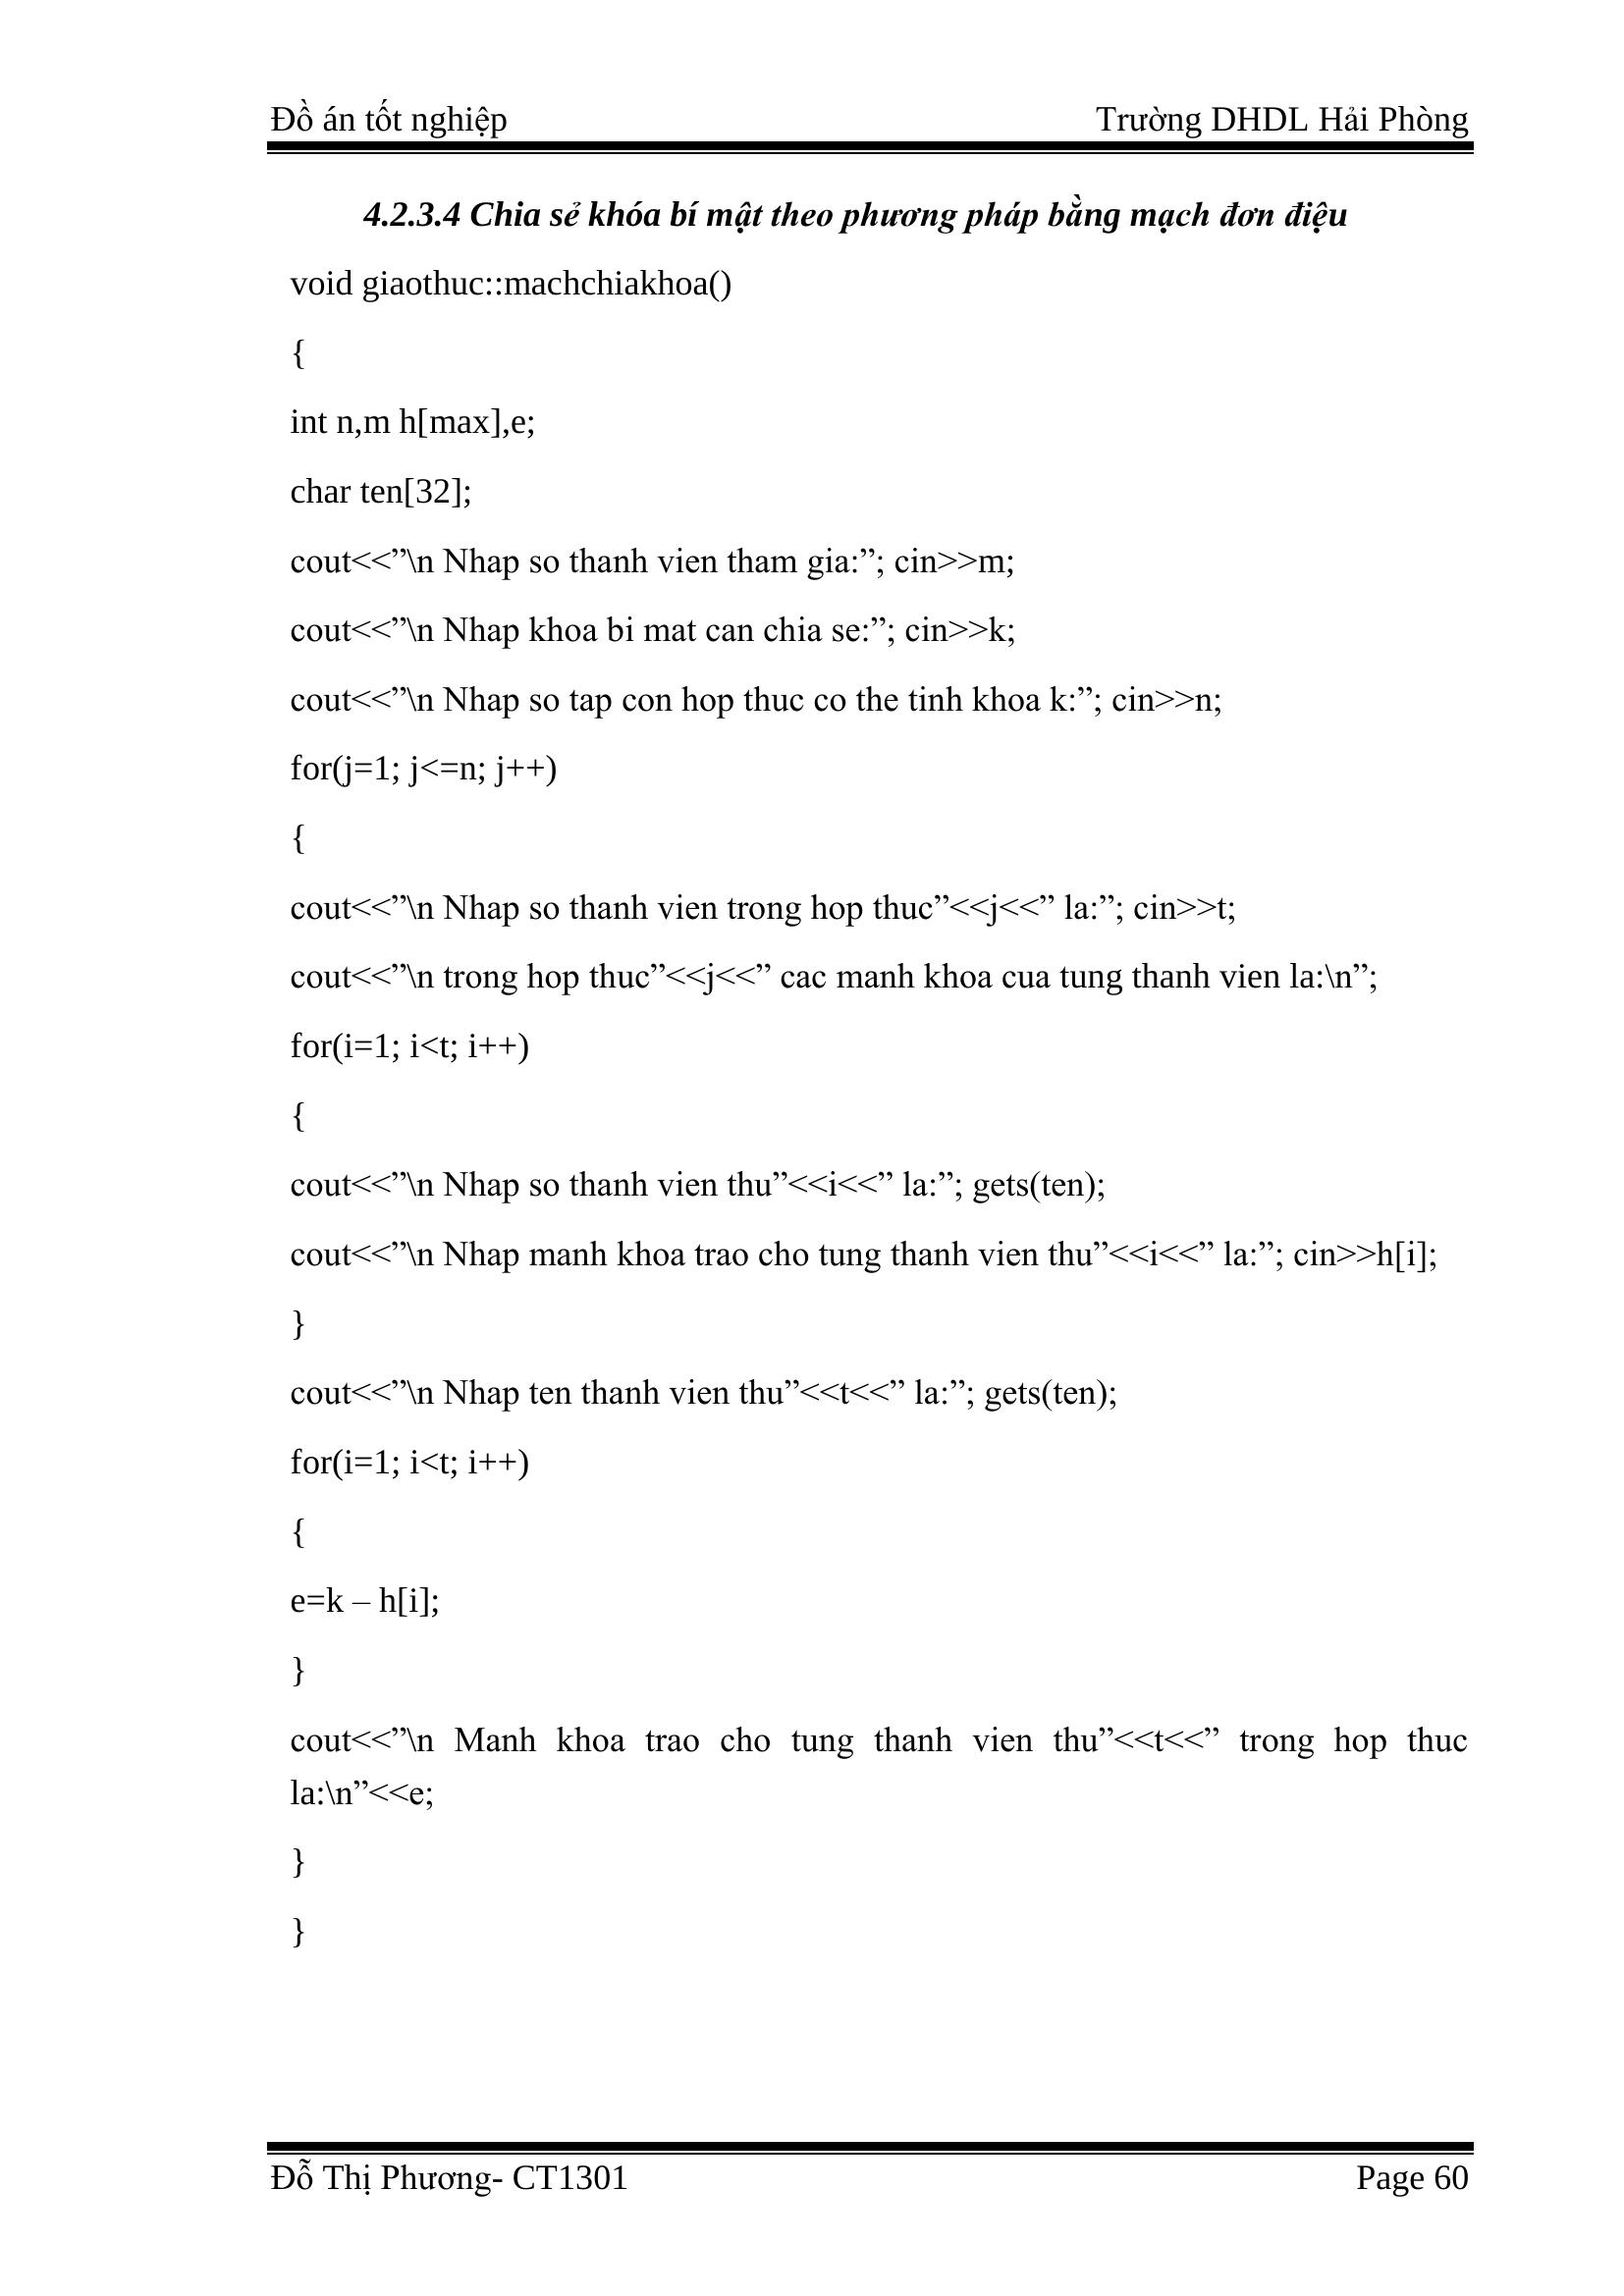 Đồ án tốt nghiệp Trường DHDL Hải Phòng
4.2.3.4 Chia sẻ khóa bí mật theo phương pháp bằng mạch đơn điệu
void giaothuc::machchiakhoa()
{
int n,m h[max],e;
char ten[32];
cout<<”\n Nhap so thanh vien tham gia:”; cin>>m;
cout<<”\n Nhap khoa bi mat can chia se:”; cin>>k;
cout<<”\n Nhap so tap con hop thuc co the tinh khoa k:”; cin>>n;
for(j=1; j<=n; j++)
{
cout<<”\n Nhap so thanh vien trong hop thuc”<<j<<” la:”; cin>>t;
cout<<”\n trong hop thuc”<<j<<” cac manh khoa cua tung thanh vien la:\n”;
for(i=1; i<t; i++)
{
cout<<”\n Nhap so thanh vien thu”<<i<<” la:”; gets(ten);
cout<<”\n Nhap manh khoa trao cho tung thanh vien thu”<<i<<” la:”; cin>>h[i];
}
cout<<”\n Nhap ten thanh vien thu”<<t<<” la:”; gets(ten);
for(i=1; i<t; i++)
{
e=k – h[i];
}
cout<<”\n Manh khoa trao cho tung thanh vien thu”<<t<<” trong hop thuc
la:\n”<<e;
}
}
Đỗ Thị Phương- CT1301 Page 60